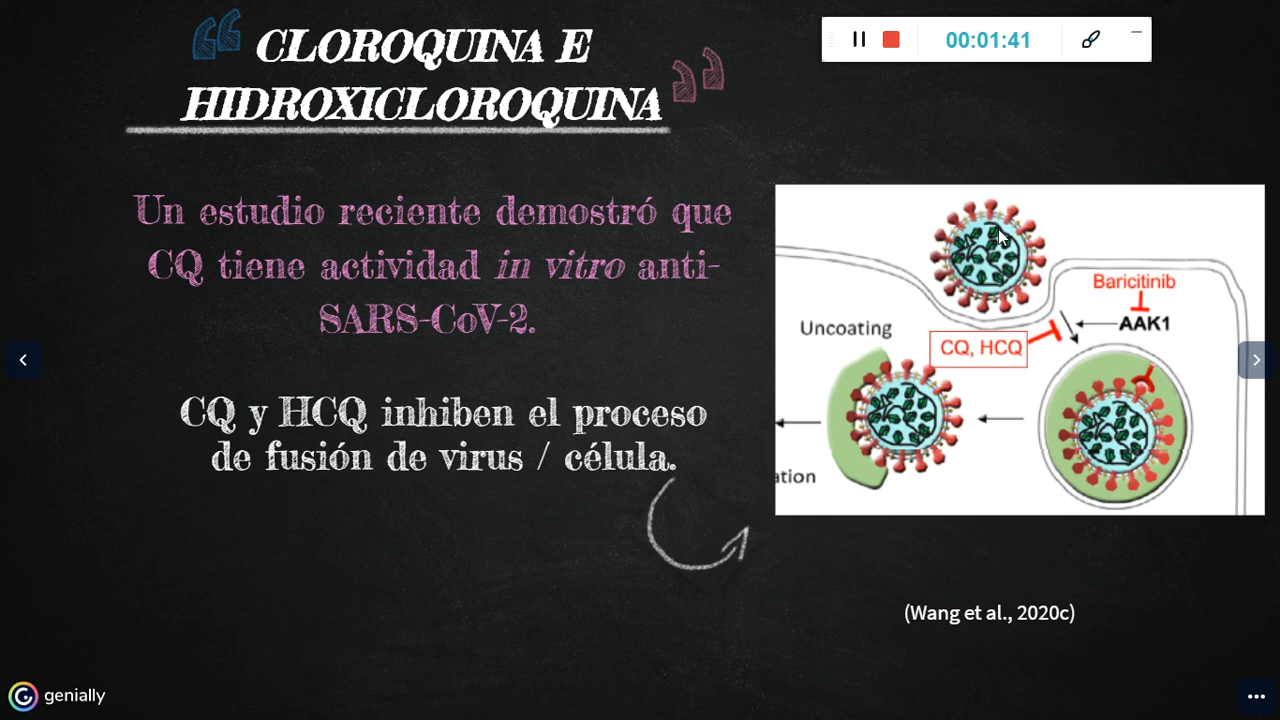 CLOROQUINA E
HIDROXICLOROQUINA
00:01:41
Un estudio reciente demostró que
CQ tiene actividad in vitro anti-
SARS-CoV-2.
CQ y HCQ inhiben el proceso
de fusión de virus / célula.
Baricitinib
AAK1
Uncoating
CQ, HCQ
ation
(Wang et al., 2020c)
genially